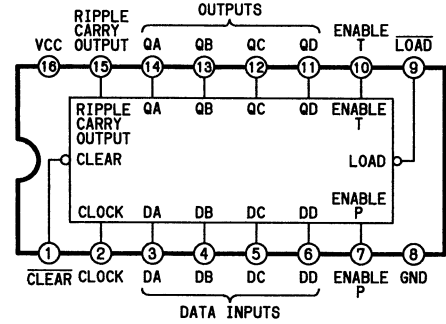 OUTPUTS
RIPPLE CARRY OUTPUT
VCC QA QB QC QD ENABLE T LOAD
16 15 14 13 12 11 10 9
RIPPLE CARRY OUTPUT QA QB QC QD ENABLE T
CLEAR LOAD
CLOCK DA DB DC DD ENABLE P
1 2 3 4 5 6 7 8
CLEAR CLOCK DA DB DC DD ENABLE P GND
DATA INPUTS